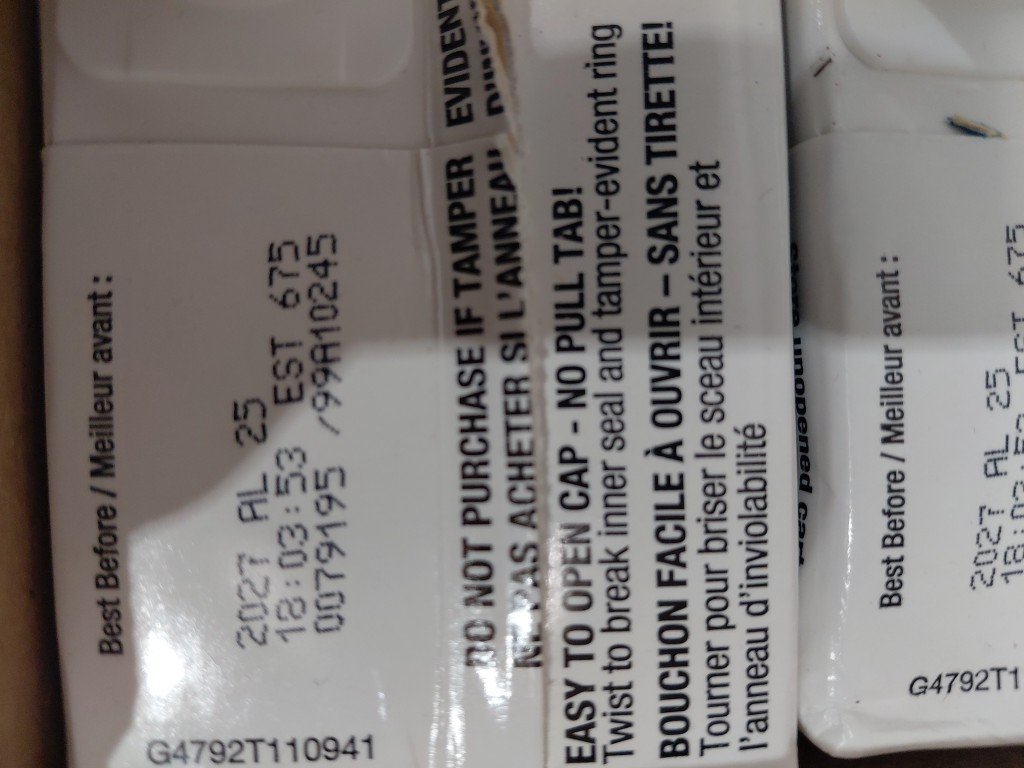 Best Before / Meilleur avant :
2027 AL 25
18:03:53 EST 675
0079195 /99A10245
DO NOT PURCHASE IF TAMPER EVIDENT
NE PAS ACHETER SI L'ANNEAU
EASY TO OPEN CAP - NO PULL TAB!
Twist to break inner seal and tamper-evident ring
BOUCHON FACILE À OUVRIR – SANS TIRETTE!
Tourner pour briser le sceau intérieur et
l'anneau d'inviolabilité
G4792T110941
unopened
Best Before / Meilleur avant :
2027 AL 25
EST 675
G4792T1